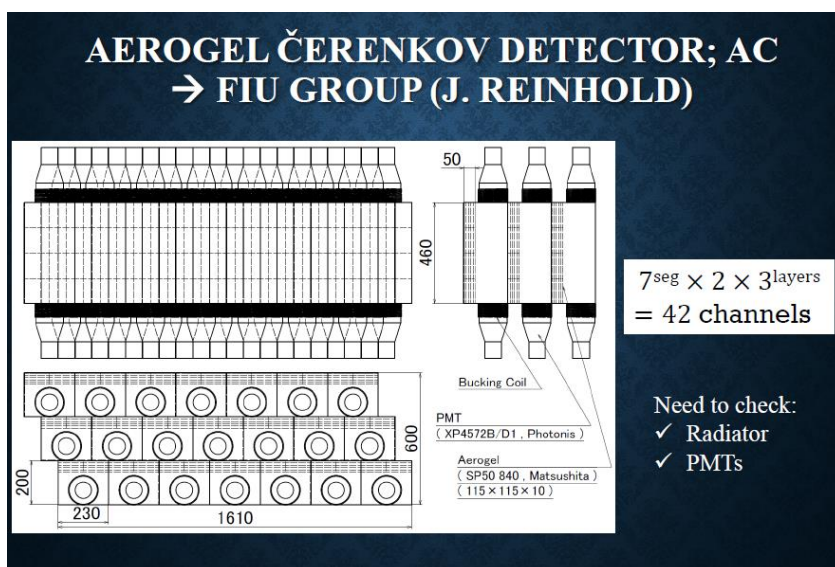 AEROGEL ČERENKOV DETECTOR; AC
→ FIU GROUP (J. REINHOLD)
50
460
7seg × 2 × 3layers
= 42 channels
Bucking Coil
PMT
( XP4572B/D1 , Photonis )
Aerogel
( SP50 840 , Matsushita )
( 115×115×10 )
600
200
230
1610
Need to check:
✓ Radiator
✓ PMTs